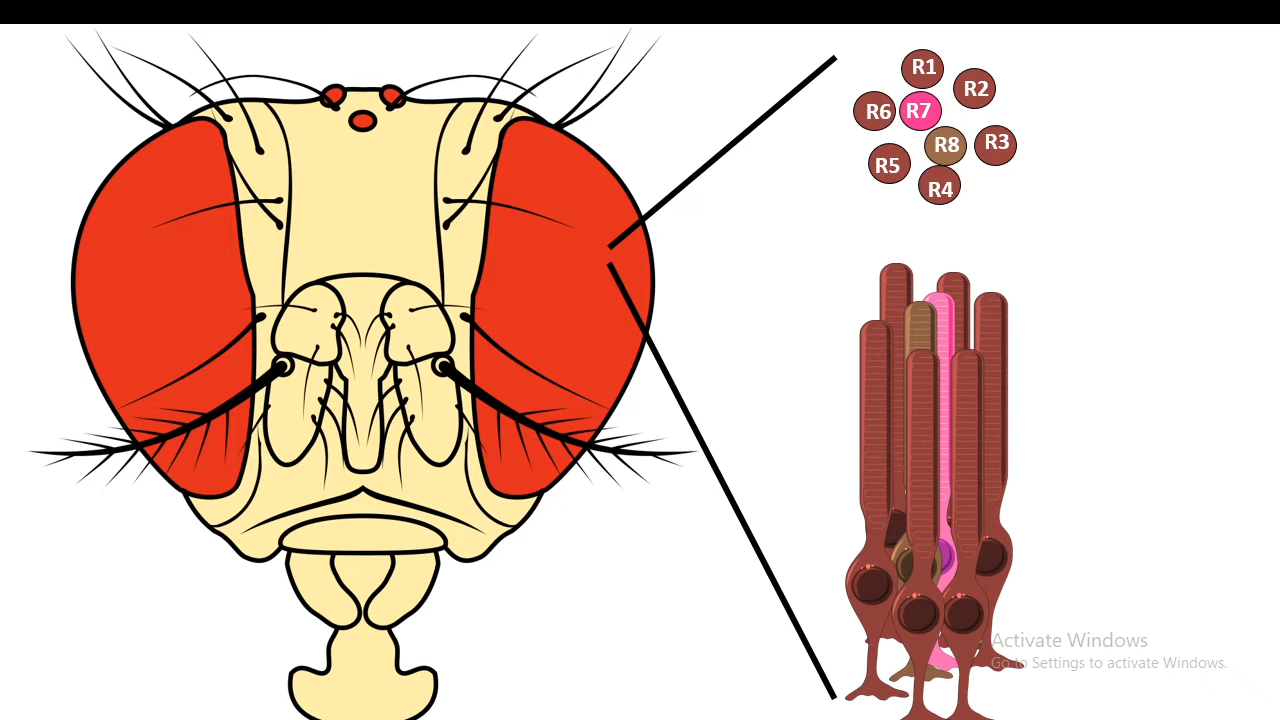 R1
R2
R6
R7
R3
R8
R5
R4
Activate Windows
Go to Settings to activate Windows.